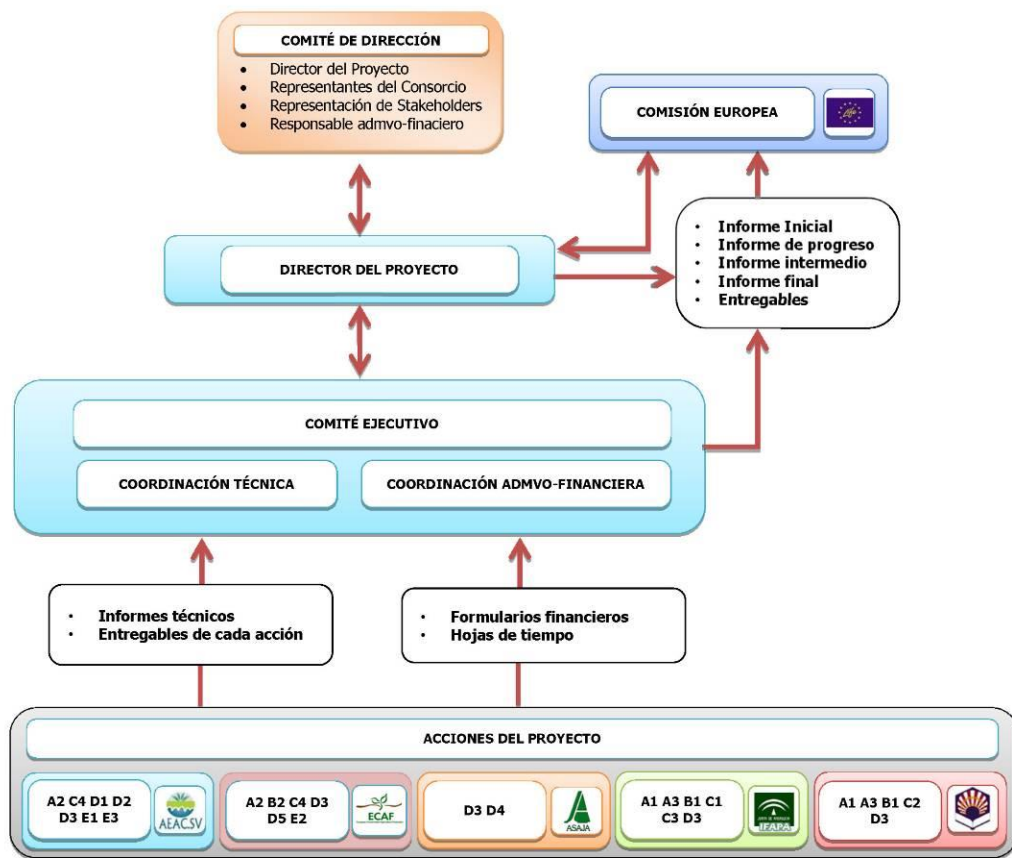 COMITÉ DE DIRECCIÓN
• Director del Proyecto
• Representantes del Consorcio
• Representación de Stakeholders
• Responsable admvo-finaciero
COMISIÓN EUROPEA
Life
• Informe Inicial
• Informe de progreso
• Informe intermedio
• Informe final
• Entregables
DIRECTOR DEL PROYECTO
COMITÉ EJECUTIVO
COORDINACIÓN TÉCNICA
COORDINACIÓN ADMVO-FINANCIERA
• Informes técnicos
• Entregables de cada acción
• Formularios financieros
• Hojas de tiempo
ACCIONES DEL PROYECTO
A2 C4 D1 D2
D3 E1 E3
AEAC.SV
A2 B2 C4 D3
D5 E2
ECAF
D3 D4
ASAJA
A1 A3 B1 C1
C3 D3
IFAPA
A1 A3 B1 C2
D3